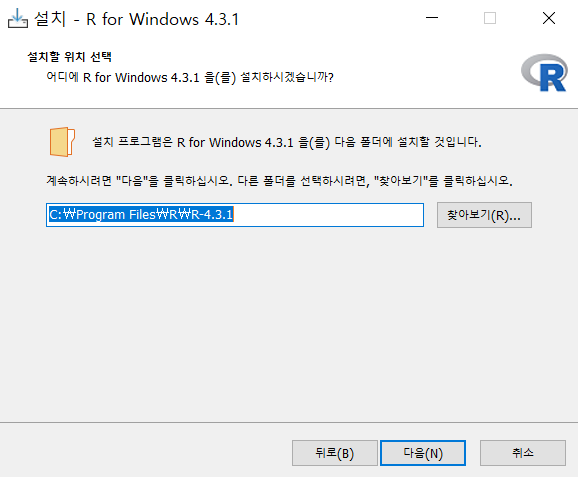 설치 - R for Windows 4.3.1
설치할 위치 선택
어디에 R for Windows 4.3.1 을(를) 설치하시겠습니까?
R
설치 프로그램은 R for Windows 4.3.1 을(를) 다음 폴더에 설치할 것입니다.
계속하시려면 "다음"을 클릭하십시오. 다른 폴더를 선택하시려면, "찾아보기"를 클릭하십시오.
C:₩Program Files₩R₩R-4.3.1
찾아보기(R)...
뒤로(B)
다음(N)
취소